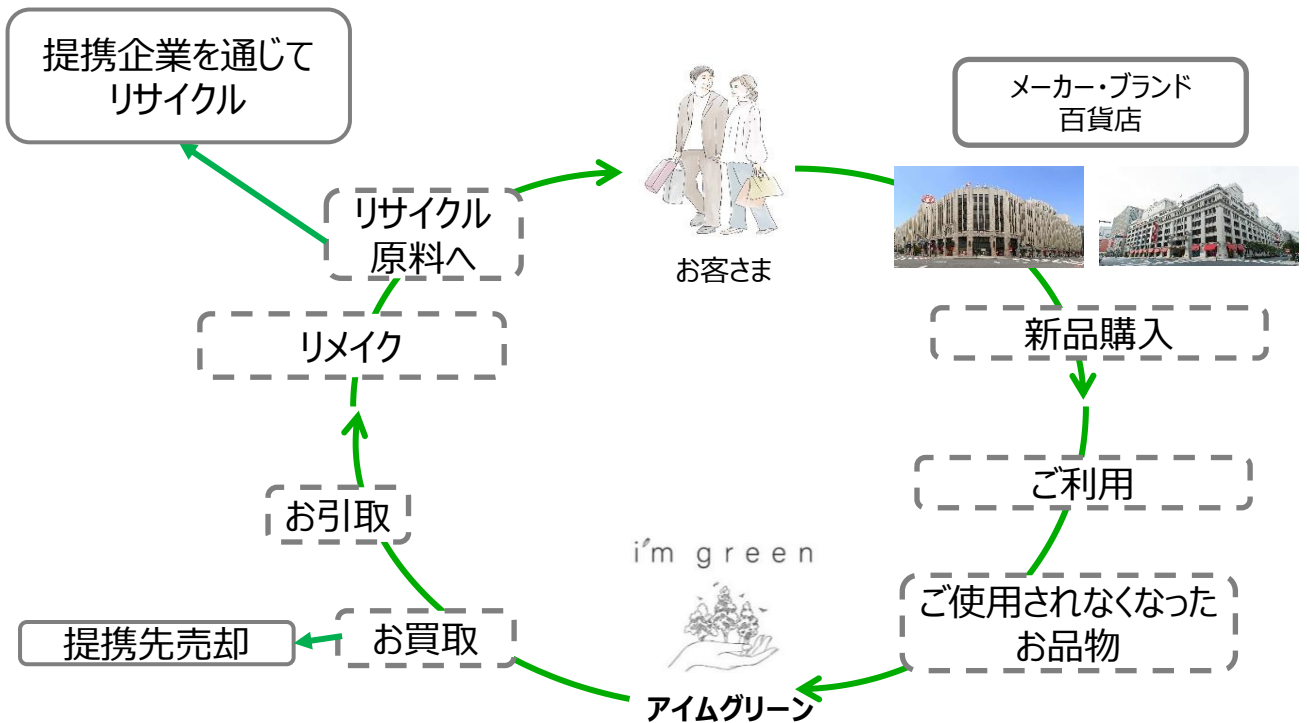 提携企業を通じて
リサイクル
メーカー・ブランド
百貨店
リサイクル
原料へ
お客さま
リメイク
新品購入
お引取
ご利用
i'm green
ご使用されなくなった
お品物
お買取
提携先売却
アイムグリーン